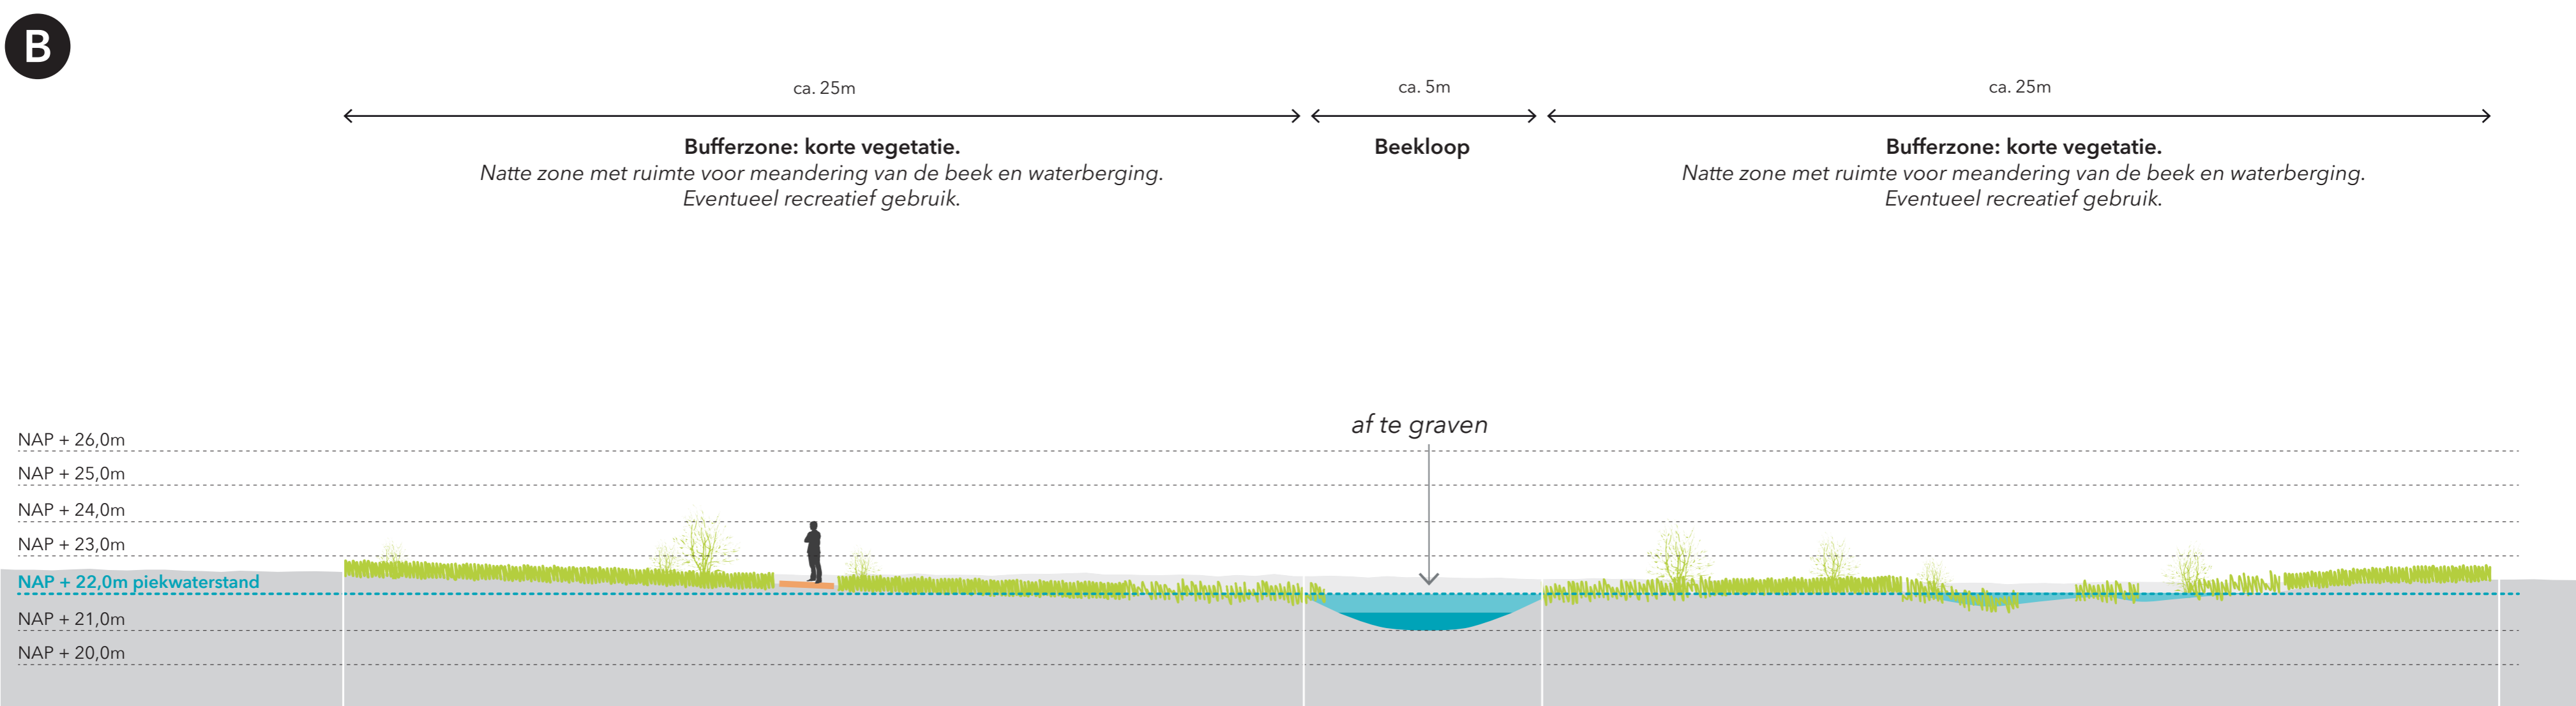 B
ca. 25m
ca. 5m
ca. 25m
Bufferzone: korte vegetatie.
Natte zone met ruimte voor meandering van de beek en waterberging.
Eventueel recreatief gebruik.
Beekloop
Bufferzone: korte vegetatie.
Natte zone met ruimte voor meandering van de beek en waterberging.
Eventueel recreatief gebruik.
af te graven
NAP + 26,0m
NAP + 25,0m
NAP + 24,0m
NAP + 23,0m
NAP + 22,0m piekwaterstand
NAP + 21,0m
NAP + 20,0m